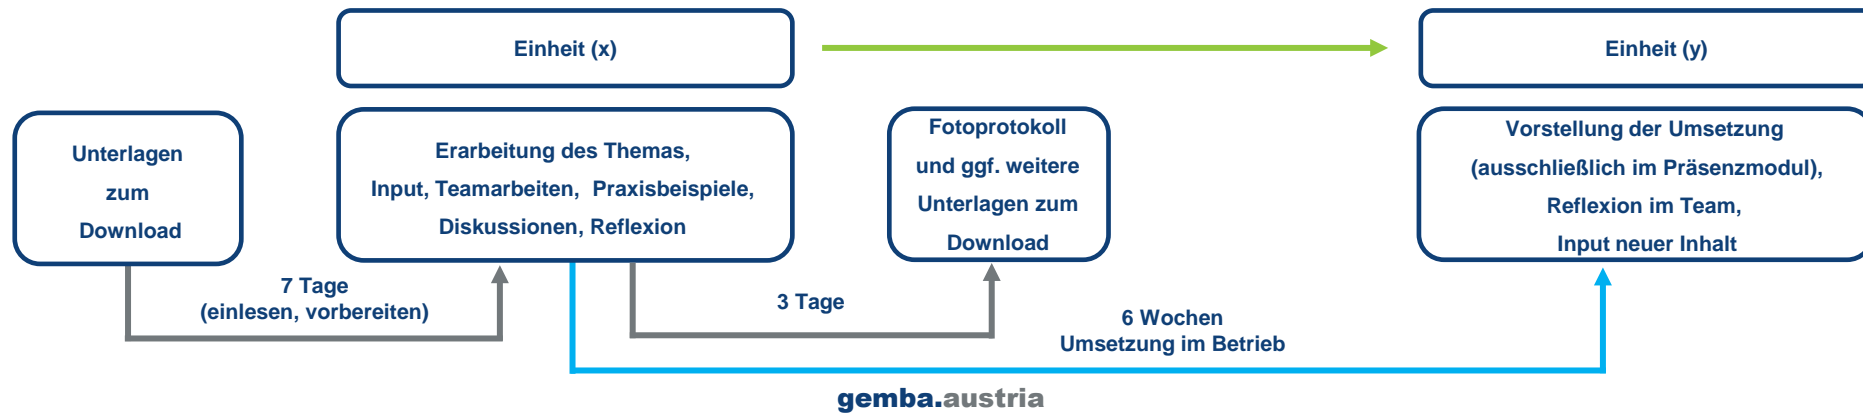 Einheit (x)
Einheit (y)
Unterlagen
zum
Download
Erarbeitung des Themas,
Input, Teamarbeiten, Praxisbeispiele,
Diskussionen, Reflexion
Fotoprotokoll
und ggf. weitere
Unterlagen zum
Download
Vorstellung der Umsetzung
(ausschließlich im Präsenzmodul),
Reflexion im Team,
Input neuer Inhalt
7 Tage
(einlesen, vorbereiten)
3 Tage
6 Wochen
Umsetzung im Betrieb
gemba.austria